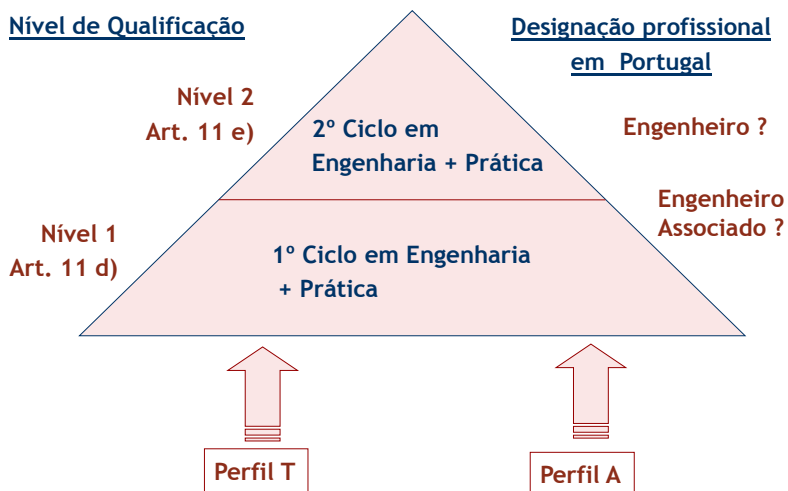 Nível de Qualificação
Designação profissional
em Portugal
Nível 2
Art. 11 e)
2º Ciclo em
Engenharia + Prática
Engenheiro ?
Engenheiro
Associado ?
Nível 1
Art. 11 d)
1º Ciclo em Engenharia
+ Prática
Perfil T
Perfil A